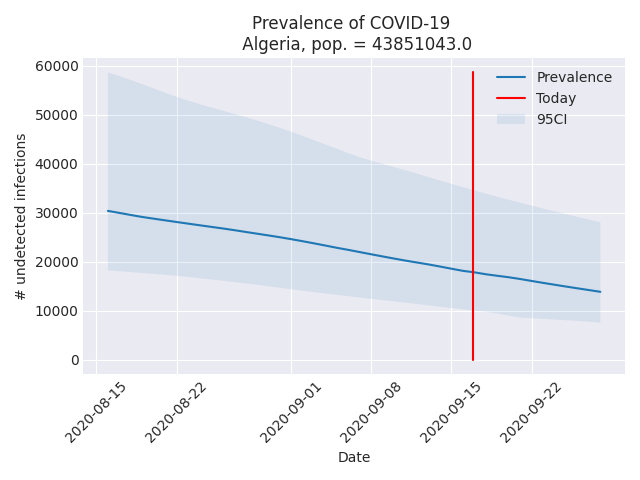 Prevalence of COVID-19
Algeria, pop. = 43851043.0
# undetected infections
60000
50000
40000
30000
20000
10000
0
Prevalence
Today
95CI
2020-08-15
2020-08-22
2020-09-01
2020-09-08
2020-09-15
2020-09-22
Date